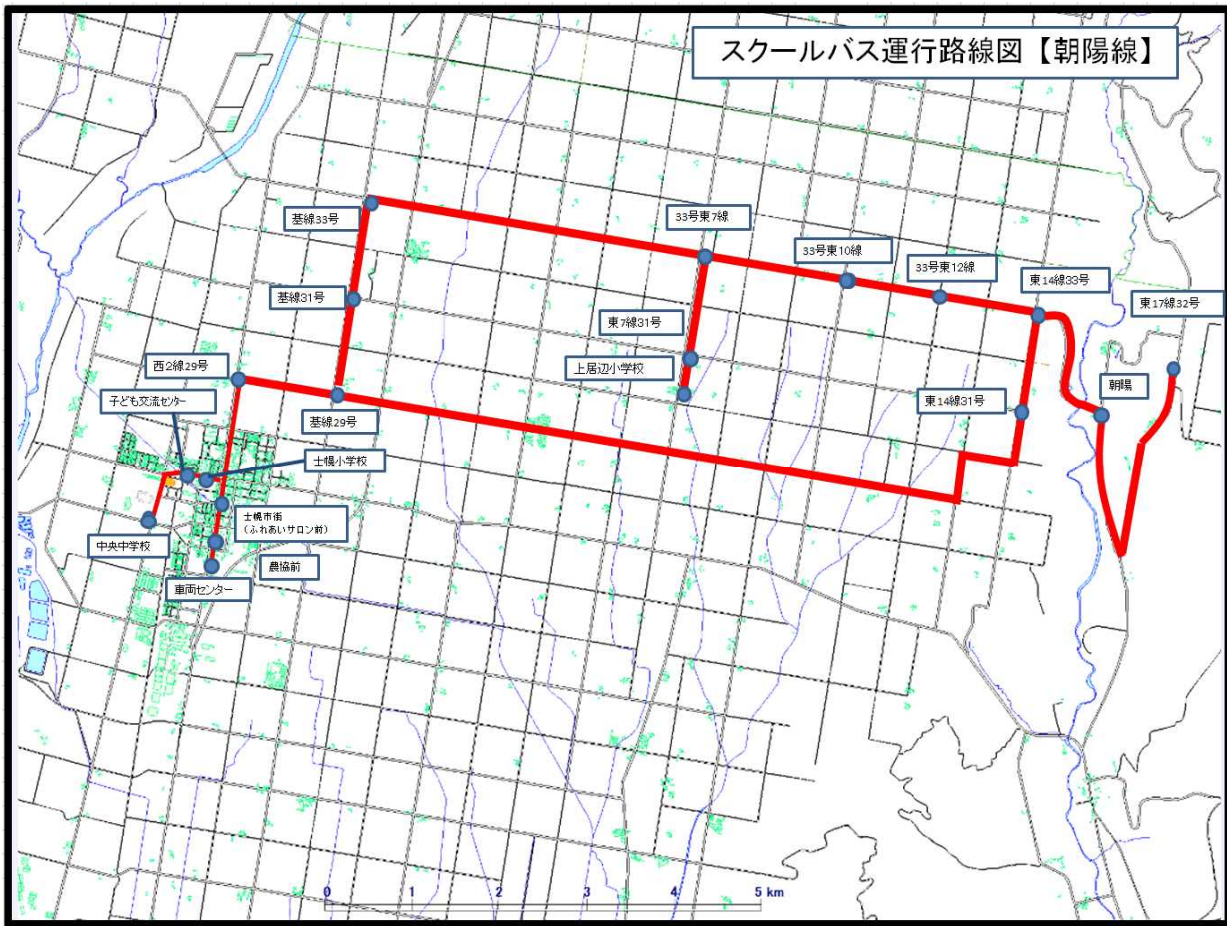 スクールバス運行路線図【朝陽線】
基線33号
33号東7線
33号東10線
33号東12線
東14線33号
東17線32号
基線31号
東7線31号
上居辺小学校
西2線29号
子ども交流センター
基線29号
東14線31号
朝陽
士幌小学校
士幌市街
(ふれあいサロン前)
中央中学校
農協前
車両センター
0 1 2 3 4 5 km